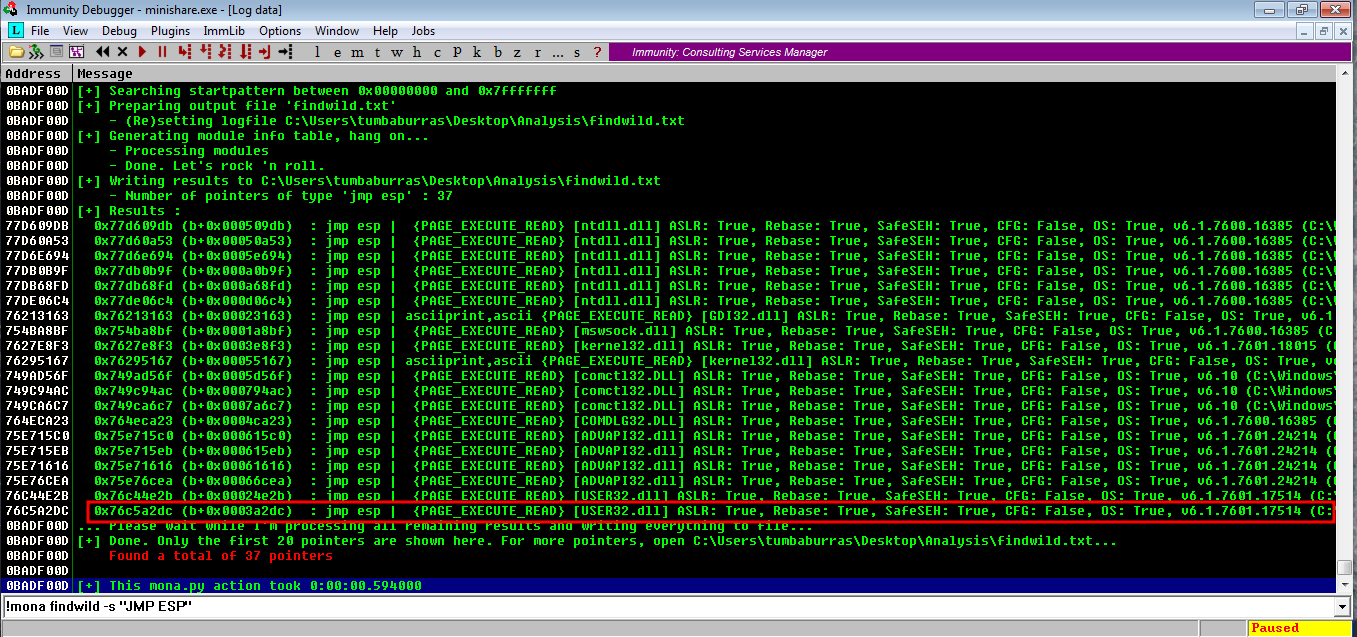 Immunity Debugger - minishare.exe - [Log data]
L File View Debug Plugins ImmLib Options Window Help Jobs
l e m t w h c P k b z r ... s ? Immunity: Consulting Services Manager
Address Message
0BADF00D [+] Searching startpattern between 0x00000000 and 0x7fffffff
0BADF00D [+] Preparing output file 'findwild.txt'
0BADF00D - (Re)setting logfile C:\Users\tumbaburras\Desktop\Analysis\findwild.txt
0BADF00D [+] Generating module info table, hang on...
0BADF00D - Processing modules
0BADF00D - Done. Let's rock 'n roll.
0BADF00D [+] Writing results to C:\Users\tumbaburras\Desktop\Analysis\findwild.txt
0BADF00D - Number of pointers of type 'jmp esp' : 37
0BADF00D [+] Results :
77D609DB 0x77d609db (b+0x000509db) : jmp esp | {PAGE_EXECUTE_READ} [ntdll.dll] ASLR: True, Rebase: True, SafeSEH: True, CFG: False, OS: True, v6.1.7600.16385 (C:\
77D60A53 0x77d60a53 (b+0x00050a53) : jmp esp | {PAGE_EXECUTE_READ} [ntdll.dll] ASLR: True, Rebase: True, SafeSEH: True, CFG: False, OS: True, v6.1.7600.16385 (C:\
77D6E694 0x77d6e694 (b+0x0005e694) : jmp esp | {PAGE_EXECUTE_READ} [ntdll.dll] ASLR: True, Rebase: True, SafeSEH: True, CFG: False, OS: True, v6.1.7600.16385 (C:\
77DB0B9F 0x77db0b9f (b+0x000a0b9f) : jmp esp | {PAGE_EXECUTE_READ} [ntdll.dll] ASLR: True, Rebase: True, SafeSEH: True, CFG: False, OS: True, v6.1.7600.16385 (C:\
77DB68FD 0x77db68fd (b+0x000a68fd) : jmp esp | {PAGE_EXECUTE_READ} [ntdll.dll] ASLR: True, Rebase: True, SafeSEH: True, CFG: False, OS: True, v6.1.7600.16385 (C:\
77DE06C4 0x77de06c4 (b+0x000d06c4) : jmp esp | {PAGE_EXECUTE_READ} [ntdll.dll] ASLR: True, Rebase: True, SafeSEH: True, CFG: False, OS: True, v6.1.7600.16385 (C:\
76213163 0x76213163 (b+0x00023163) : jmp esp | asciiprint,ascii {PAGE_EXECUTE_READ} [GDI32.dll] ASLR: True, Rebase: True, SafeSEH: True, CFG: False, OS: True, v6.1
754BA8BF 0x754ba8bf (b+0x0001a8bf) : jmp esp | {PAGE_EXECUTE_READ} [mswsock.dll] ASLR: True, Rebase: True, SafeSEH: True, CFG: False, OS: True, v6.1.7600.16385 (C
7627E8F3 0x7627e8f3 (b+0x0003e8f3) : jmp esp | {PAGE_EXECUTE_READ} [kernel32.dll] ASLR: True, Rebase: True, SafeSEH: True, CFG: False, OS: True, v6.1.7601.18015 (
76295167 0x76295167 (b+0x00055167) : jmp esp | asciiprint,ascii {PAGE_EXECUTE_READ} [kernel32.dll] ASLR: True, Rebase: True, SafeSEH: True, CFG: False, OS: True, v
749AD56F 0x749ad56f (b+0x0005d56f) : jmp esp | {PAGE_EXECUTE_READ} [comctl32.DLL] ASLR: True, Rebase: True, SafeSEH: True, CFG: False, OS: True, v6.10 (C:\Windows
749C94AC 0x749c94ac (b+0x000794ac) : jmp esp | {PAGE_EXECUTE_READ} [comctl32.DLL] ASLR: True, Rebase: True, SafeSEH: True, CFG: False, OS: True, v6.10 (C:\Windows
749CA6C7 0x749ca6c7 (b+0x0007a6c7) : jmp esp | {PAGE_EXECUTE_READ} [comctl32.DLL] ASLR: True, Rebase: True, SafeSEH: True, CFG: False, OS: True, v6.10 (C:\Windows
764ECA23 0x764eca23 (b+0x0004ca23) : jmp esp | {PAGE_EXECUTE_READ} [COMDLG32.DLL] ASLR: True, Rebase: True, SafeSEH: True, CFG: False, OS: True, v6.1.7600.16385 (
75E715C0 0x75e715c0 (b+0x000615c0) : jmp esp | {PAGE_EXECUTE_READ} [ADVAPI32.dll] ASLR: True, Rebase: True, SafeSEH: True, CFG: False, OS: True, v6.1.7601.24214 (
75E715EB 0x75e715eb (b+0x000615eb) : jmp esp | {PAGE_EXECUTE_READ} [ADVAPI32.dll] ASLR: True, Rebase: True, SafeSEH: True, CFG: False, OS: True, v6.1.7601.24214 (
75E71616 0x75e71616 (b+0x00061616) : jmp esp | {PAGE_EXECUTE_READ} [ADVAPI32.dll] ASLR: True, Rebase: True, SafeSEH: True, CFG: False, OS: True, v6.1.7601.24214 (
75E76CEA 0x75e76cea (b+0x00066cea) : jmp esp | {PAGE_EXECUTE_READ} [ADVAPI32.dll] ASLR: True, Rebase: True, SafeSEH: True, CFG: False, OS: True, v6.1.7601.24214 (
76C44E2B 0x76c44e2b (b+0x00024e2b) : jmp esp | {PAGE_EXECUTE_READ} [USER32.dll] ASLR: True, Rebase: True, SafeSEH: True, CFG: False, OS: True, v6.1.7601.17514 (C:
76C5A2DC 0x76c5a2dc (b+0x0003a2dc) : jmp esp | {PAGE_EXECUTE_READ} [USER32.dll] ASLR: True, Rebase: True, SafeSEH: True, CFG: False, OS: True, v6.1.7601.17514 (C:
0BADF00D ... Please wait while I'm processing all remaining results and writing everything to file...
0BADF00D [+] Done. Only the first 20 pointers are shown here. For more pointers, open C:\Users\tumbaburras\Desktop\Analysis\findwild.txt...
0BADF00D Found a total of 37 pointers
0BADF00D
0BADF00D [+] This mona.py action took 0:00:00.594000
!mona findwild -s "JMP ESP"
Paused